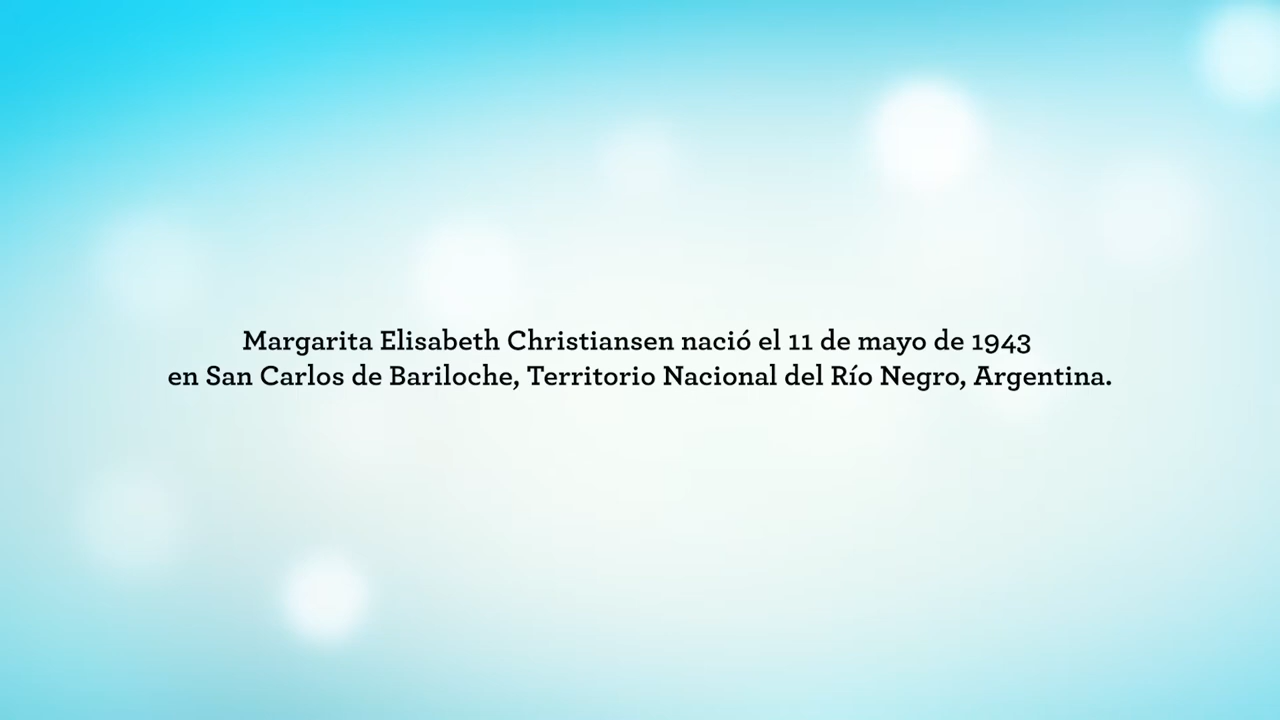 Margarita Elisabeth Christiansen nació el 11 de mayo de 1943
en San Carlos de Bariloche, Territorio Nacional del Río Negro, Argentina.